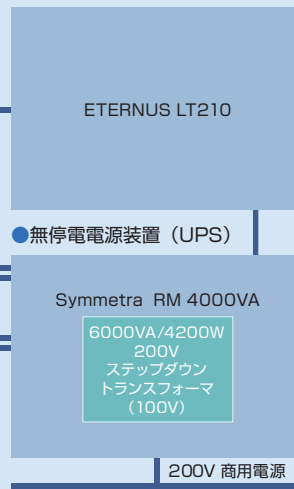 ETERNUS LT210
●無停電電源装置（UPS）
Symmetra RM 4000VA
6000VA/4200W
200V
ステップダウン
トランスフォーマ
（100V）
200V 商用電源